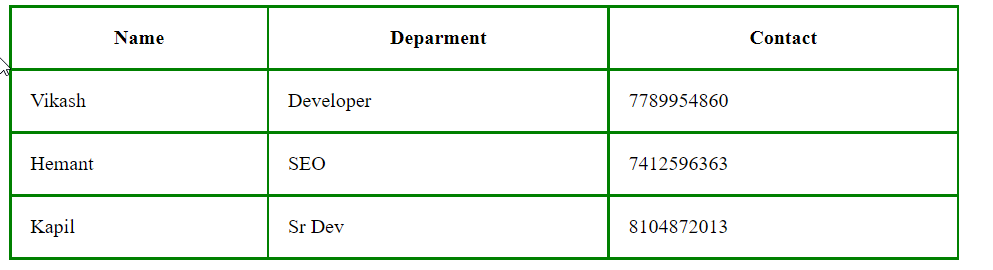 Name Deparment Contact
Vikash Developer 7789954860
Hemant SEO 7412596363
Kapil Sr Dev 8104872013